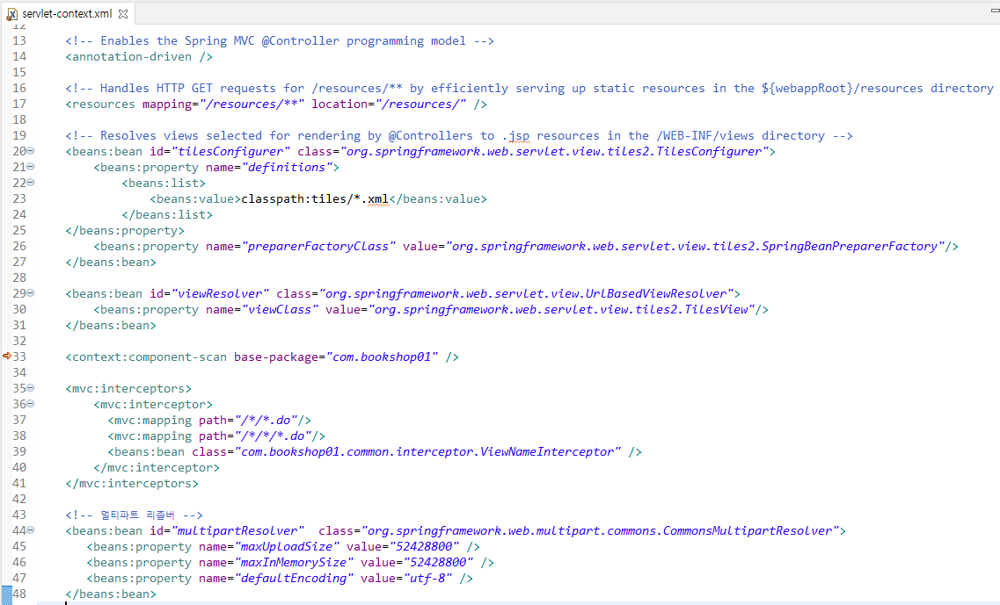 servlet-context.xml
12
13 <!-- Enables the Spring MVC @Controller programming model -->
14 <annotation-driven />
15
16 <!-- Handles HTTP GET requests for /resources/** by efficiently serving up static resources in the ${webappRoot}/resources directory
17 <resources mapping="/resources/**" location="/resources/" />
18
19 <!-- Resolves views selected for rendering by @Controllers to .jsp resources in the /WEB-INF/views directory -->
20 <beans:bean id="tilesConfigurer" class="org.springframework.web.servlet.view.tiles2.TilesConfigurer">
21 <beans:property name="definitions">
22 <beans:list>
23 <beans:value>classpath:tiles/*.xml</beans:value>
24 </beans:list>
25 </beans:property>
26 <beans:property name="preparerFactoryClass" value="org.springframework.web.servlet.view.tiles2.SpringBeanPreparerFactory"/>
27 </beans:bean>
28
29 <beans:bean id="viewResolver" class="org.springframework.web.servlet.view.UrlBasedViewResolver">
30 <beans:property name="viewClass" value="org.springframework.web.servlet.view.tiles2.TilesView"/>
31 </beans:bean>
32
33 <context:component-scan base-package="com.bookshop01" />
34
35 <mvc:interceptors>
36 <mvc:interceptor>
37 <mvc:mapping path="/*/*.do"/>
38 <mvc:mapping path="/*/*/*.do"/>
39 <beans:bean class="com.bookshop01.common.interceptor.ViewNameInterceptor" />
40 </mvc:interceptor>
41 </mvc:interceptors>
42
43 <!-- 멀티파트 리졸버 -->
44 <beans:bean id="multipartResolver"  class="org.springframework.web.multipart.commons.CommonsMultipartResolver">
45 <beans:property name="maxUploadSize" value="52428800" />
46 <beans:property name="maxInMemorySize" value="52428800" />
47 <beans:property name="defaultEncoding" value="utf-8" />
48 </beans:bean>